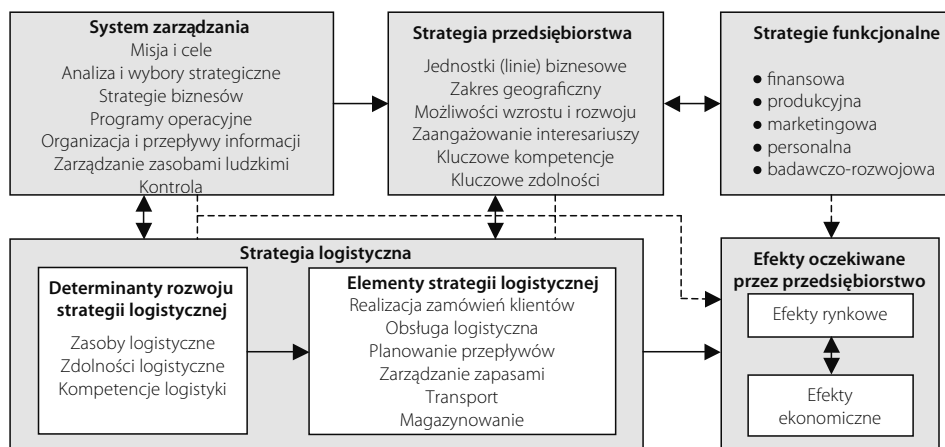 System zarządzania
Misja i cele
Analiza i wybory strategiczne
Strategie biznesów
Programy operacyjne
Organizacja i przepływy informacji
Zarządzanie zasobami ludzkimi
Kontrola
Strategia przedsiębiorstwa
Jednostki (linie) biznesowe
Zakres geograficzny
Możliwości wzrostu i rozwoju
Zaangażowanie interesariuszy
Kluczowe kompetencje
Kluczowe zdolności
Strategie funkcjonalne
● finansowa
● produkcyjna
● marketingowa
● personalna
● badawczo-rozwojowa
Strategia logistyczna
Determinanty rozwoju
strategii logistycznej
Zasoby logistyczne
Zdolności logistyczne
Kompetencje logistyki
Elementy strategii logistycznej
Realizacja zamówień klientów
Obsługa logistyczna
Planowanie przepływów
Zarządzanie zapasami
Transport
Magazynowanie
Efekty oczekiwane
przez przedsiębiorstwo
Efekty rynkowe
Efekty
ekonomiczne